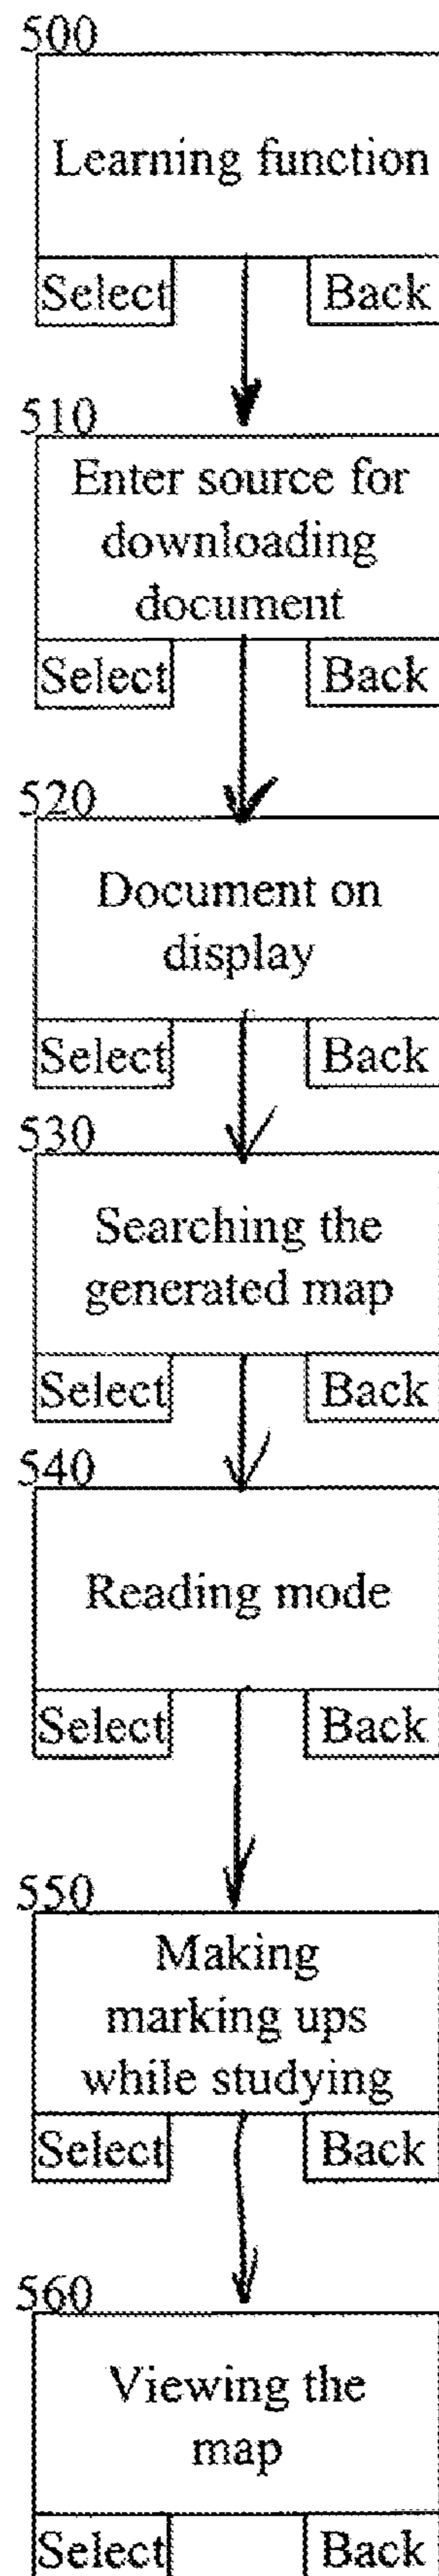 500
Learning function
Select Back
510
Enter source for
downloading
document
Select Back
520
Document on
display
Select Back
530
Searching the
generated map
Select Back
540
Reading mode
Select Back
550
Making
marking ups
while studying
Select Back
560
Viewing the
map
Select Back